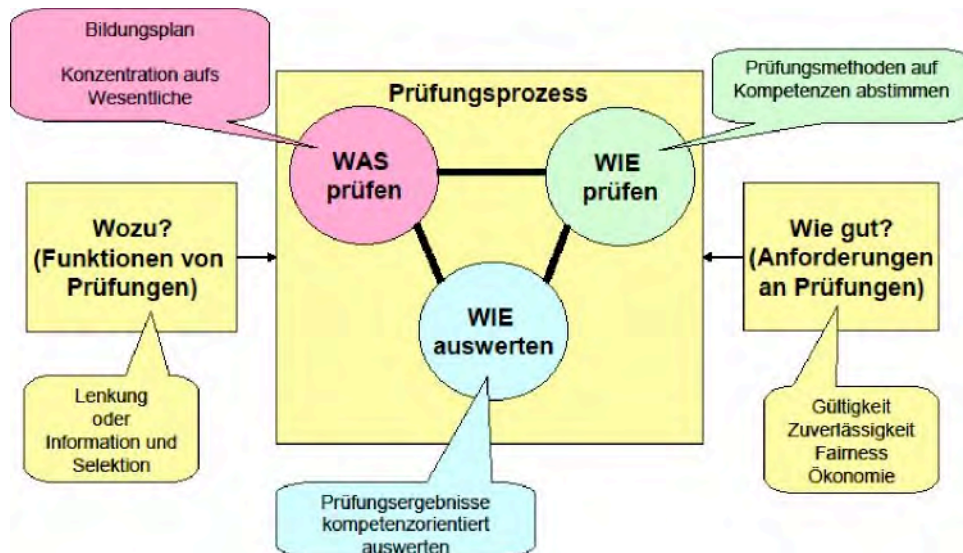 Bildungsplan
Konzentration aufs
Wesentliche
Prüfungsmethoden auf
Kompetenzen abstimmen
Prüfungsprozess
WAS
prüfen
WIE
prüfen
WIE
auswerten
Wozu?
(Funktionen von
Prüfungen)
Wie gut?
(Anforderungen
an Prüfungen)
Lenkung
oder
Information und
Selektion
Gültigkeit
Zuverlässigkeit
Fairness
Ökonomie
Prüfungsergebnisse
kompetenzorientiert
auswerten